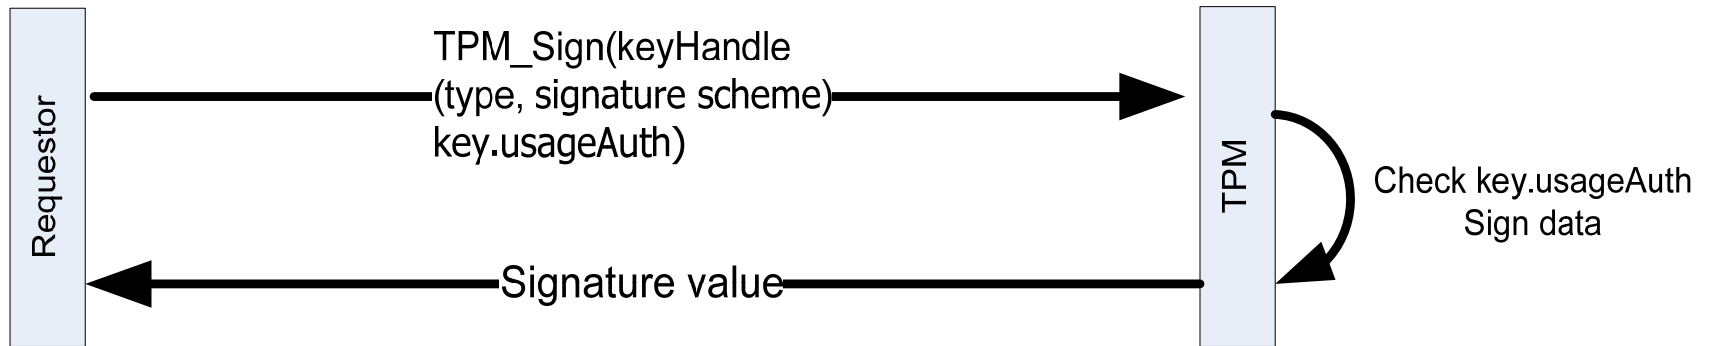 Requestor
TPM_Sign(keyHandle
(type, signature scheme)
key.usageAuth)
TPM
Check key.usageAuth
Sign data
Signature value